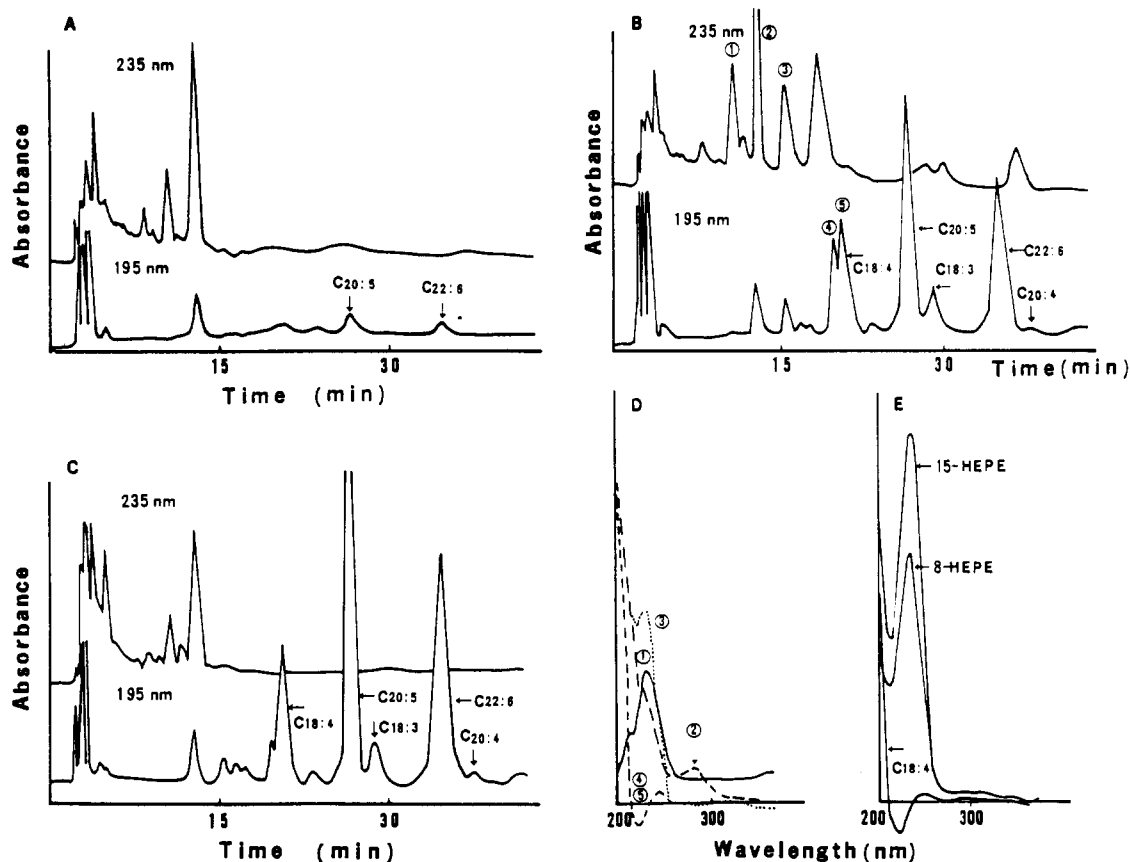 A
235 nm
195 nm
C20:5
C22:6
Absorbance
15
30
Time (min)
B
235 nm
①
②
③
195 nm
④
⑤
C18:4
C20:5
C18:3
C22:6
C20:4
Absorbance
15
30
Time(min)
C
235 nm
195 nm
C18:4
C20:5
C18:3
C22:6
C20:4
Absorbance
15
30
Time (min)
D
③
①
②
④
⑤
200
300
E
15-HEPE
8-HEPE
C18:4
200
300
Wavelength(nm)